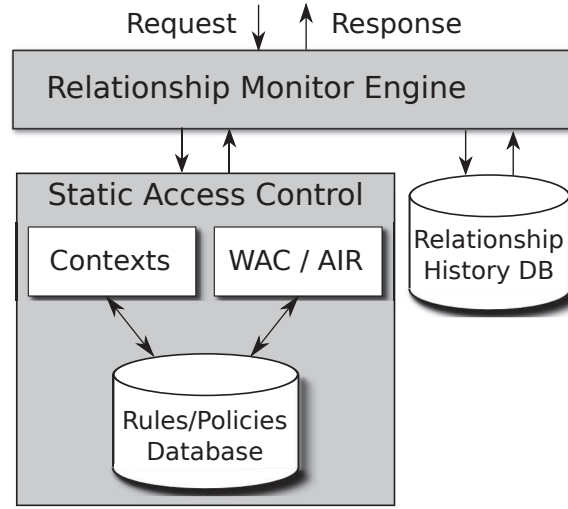 Request
Response
Relationship Monitor Engine
Static Access Control
Contexts
WAC / AIR
Relationship
History DB
Rules/Policies
Database